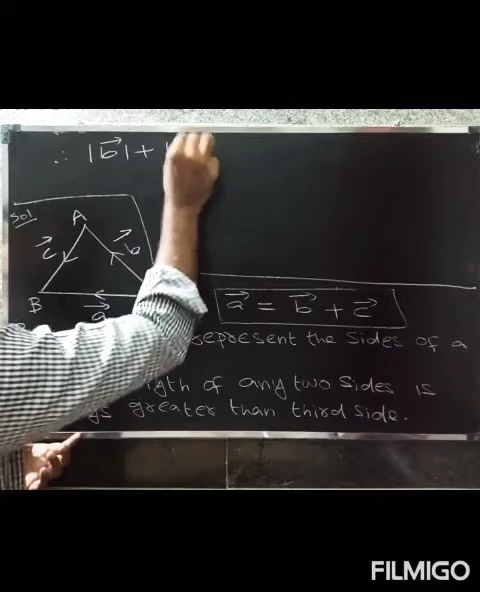 ∴ |b⃗| +
Sol
A
c⃗
b⃗
B
a⃗
a⃗ = b⃗ + c⃗
represent the sides of a
of any two sides is
greater than third side.
FILMIGO